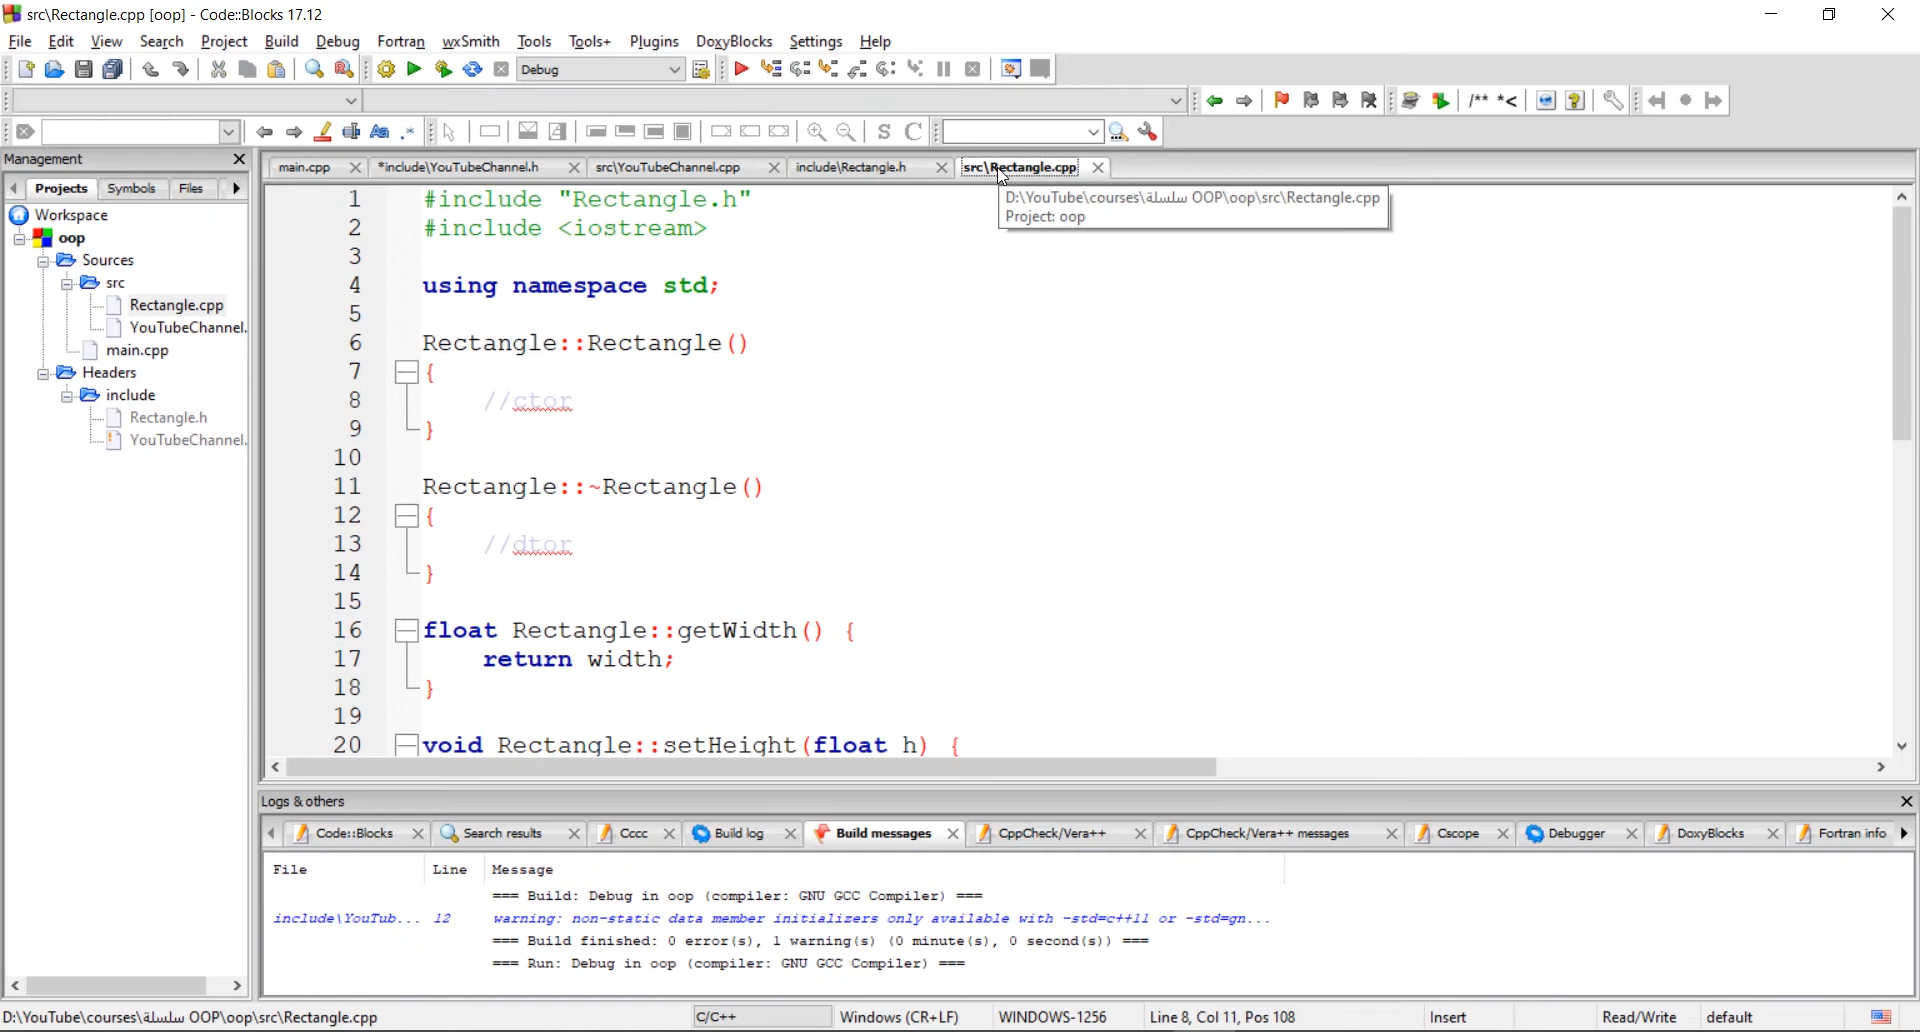 src\Rectangle.cpp [oop] - Code::Blocks 17.12
File Edit View Search Project Build Debug Fortran wxSmith Tools Tools+ Plugins DoxyBlocks Settings Help
Debug
/** *<
Aa .*
S C
Management
main.cpp *include\YouTubeChannel.h src\YouTubeChannel.cpp include\Rectangle.h src\Rectangle.cpp
Projects Symbols Files
D:\YouTube\courses\سلسلة OOP\oop\src\Rectangle.cpp
Project: oop
Workspace
oop
Sources
src
Rectangle.cpp
YouTubeChannel.
main.cpp
Headers
include
Rectangle.h
YouTubeChannel.
1 #include "Rectangle.h"
2 #include <iostream>
3
4 using namespace std;
5
6 Rectangle::Rectangle()
7 {
8 //ctor
9 }
10
11 Rectangle::~Rectangle()
12 {
13 //dtor
14 }
15
16 float Rectangle::getWidth() {
17 return width;
18 }
19
20 void Rectangle::setHeight(float h) {
Logs & others
Code::Blocks Search results Cccc Build log Build messages CppCheck/Vera++ CppCheck/Vera++ messages Cscope Debugger DoxyBlocks Fortran info
File Line Message
=== Build: Debug in oop (compiler: GNU GCC Compiler) ===
include\YouTub... 12 warning: non-static data member initializers only available with -std=c++11 or -std=gn...
=== Build finished: 0 error(s), 1 warning(s) (0 minute(s), 0 second(s)) ===
=== Run: Debug in oop (compiler: GNU GCC Compiler) ===
D:\YouTube\courses\سلسلة OOP\oop\src\Rectangle.cpp C/C++ Windows (CR+LF) WINDOWS-1256 Line 8, Col 11, Pos 108 Insert Read/Write default